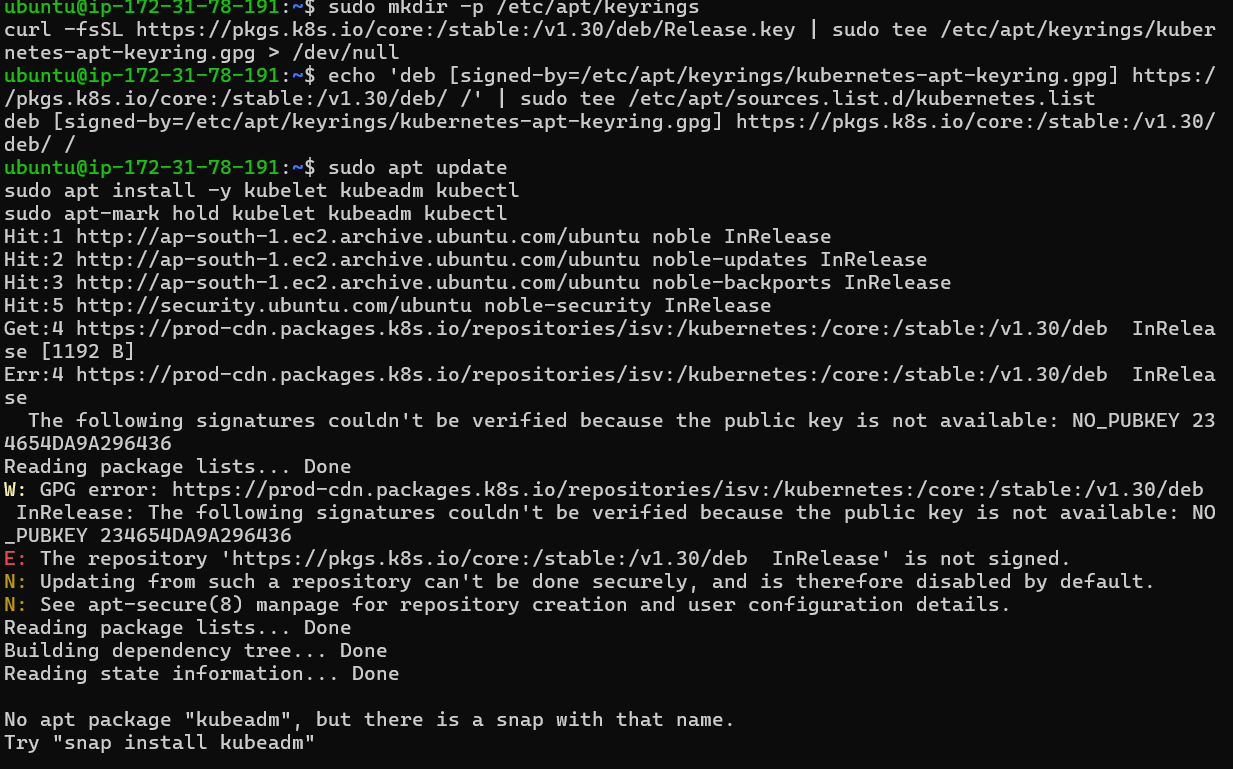 ubuntu@ip-172-31-78-191:~$ sudo mkdir -p /etc/apt/keyrings
curl -fsSL https://pkgs.k8s.io/core:/stable:/v1.30/deb/Release.key | sudo tee /etc/apt/keyrings/kuber
netes-apt-keyring.gpg > /dev/null
ubuntu@ip-172-31-78-191:~$ echo 'deb [signed-by=/etc/apt/keyrings/kubernetes-apt-keyring.gpg] https:/
/pkgs.k8s.io/core:/stable:/v1.30/deb/ /' | sudo tee /etc/apt/sources.list.d/kubernetes.list
deb [signed-by=/etc/apt/keyrings/kubernetes-apt-keyring.gpg] https://pkgs.k8s.io/core:/stable:/v1.30/
deb/ /
ubuntu@ip-172-31-78-191:~$ sudo apt update
sudo apt install -y kubelet kubeadm kubectl
sudo apt-mark hold kubelet kubeadm kubectl
Hit:1 http://ap-south-1.ec2.archive.ubuntu.com/ubuntu noble InRelease
Hit:2 http://ap-south-1.ec2.archive.ubuntu.com/ubuntu noble-updates InRelease
Hit:3 http://ap-south-1.ec2.archive.ubuntu.com/ubuntu noble-backports InRelease
Hit:5 http://security.ubuntu.com/ubuntu noble-security InRelease
Get:4 https://prod-cdn.packages.k8s.io/repositories/isv:/kubernetes:/core:/stable:/v1.30/deb  InRelea
se [1192 B]
Err:4 https://prod-cdn.packages.k8s.io/repositories/isv:/kubernetes:/core:/stable:/v1.30/deb  InRelea
se
  The following signatures couldn't be verified because the public key is not available: NO_PUBKEY 23
4654DA9A296436
Reading package lists... Done
W: GPG error: https://prod-cdn.packages.k8s.io/repositories/isv:/kubernetes:/core:/stable:/v1.30/deb
 InRelease: The following signatures couldn't be verified because the public key is not available: NO
_PUBKEY 234654DA9A296436
E: The repository 'https://pkgs.k8s.io/core:/stable:/v1.30/deb  InRelease' is not signed.
N: Updating from such a repository can't be done securely, and is therefore disabled by default.
N: See apt-secure(8) manpage for repository creation and user configuration details.
Reading package lists... Done
Building dependency tree... Done
Reading state information... Done
No apt package "kubeadm", but there is a snap with that name.
Try "snap install kubeadm"